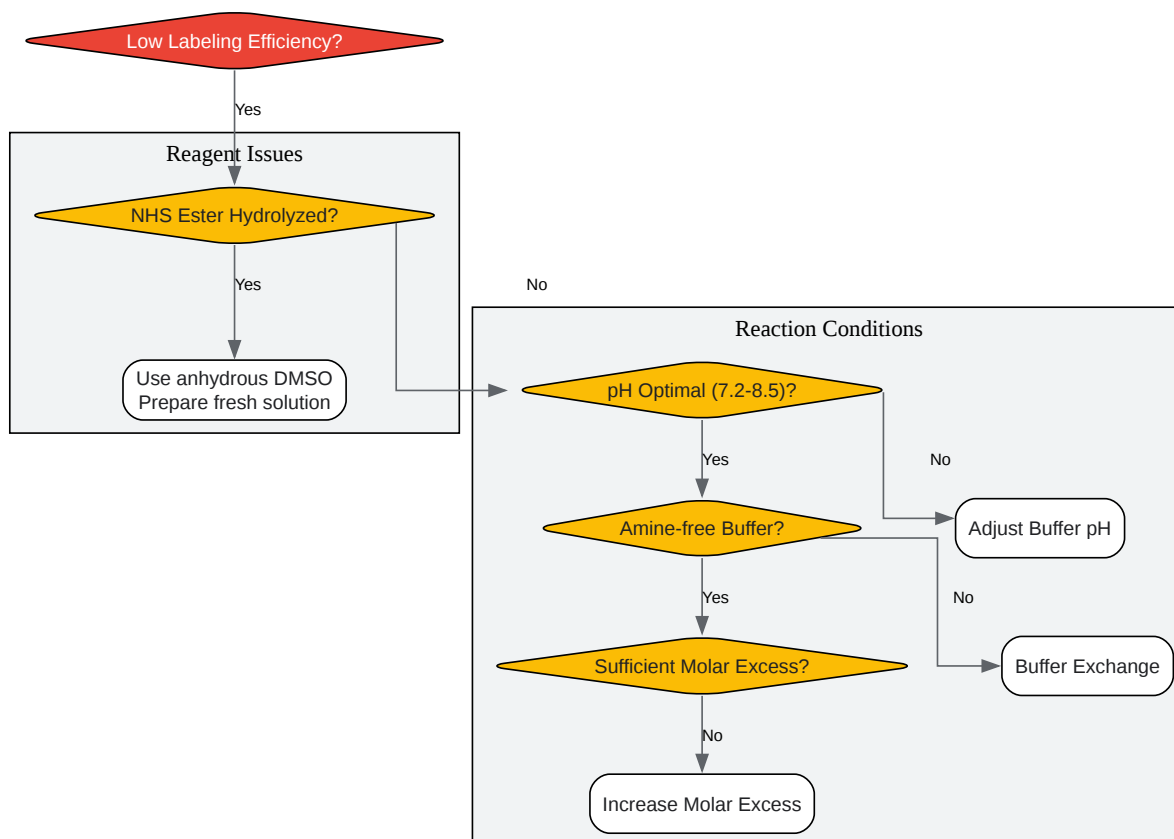 Low Labeling Efficiency?
Yes
Reagent Issues
NHS Ester Hydrolyzed?
Yes
No
Use anhydrous DMSO
Prepare fresh solution
Reaction Conditions
pH Optimal (7.2-8.5)?
Yes
No
Amine-free Buffer?
Adjust Buffer pH
Yes
No
Sufficient Molar Excess?
Buffer Exchange
No
Increase Molar Excess